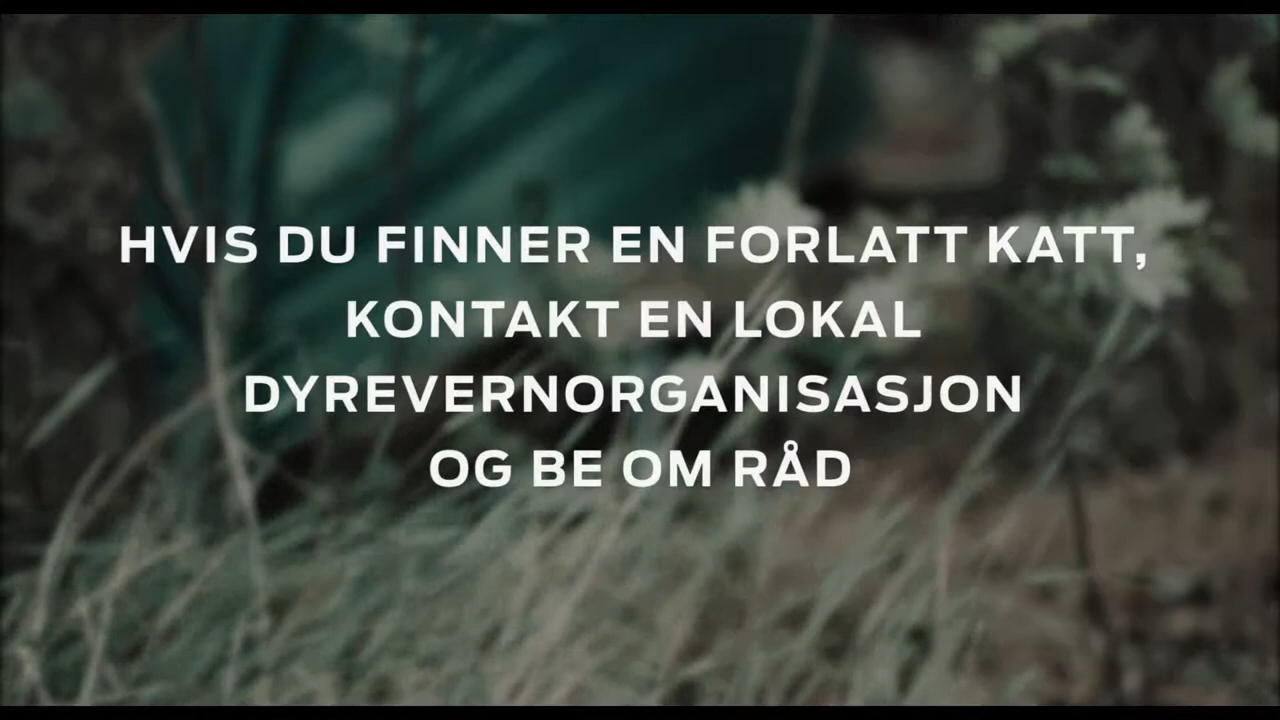 HVIS DU FINNER EN FORLATT KATT,
KONTAKT EN LOKAL
DYREVERNORGANISASJON
OG BE OM RÅD